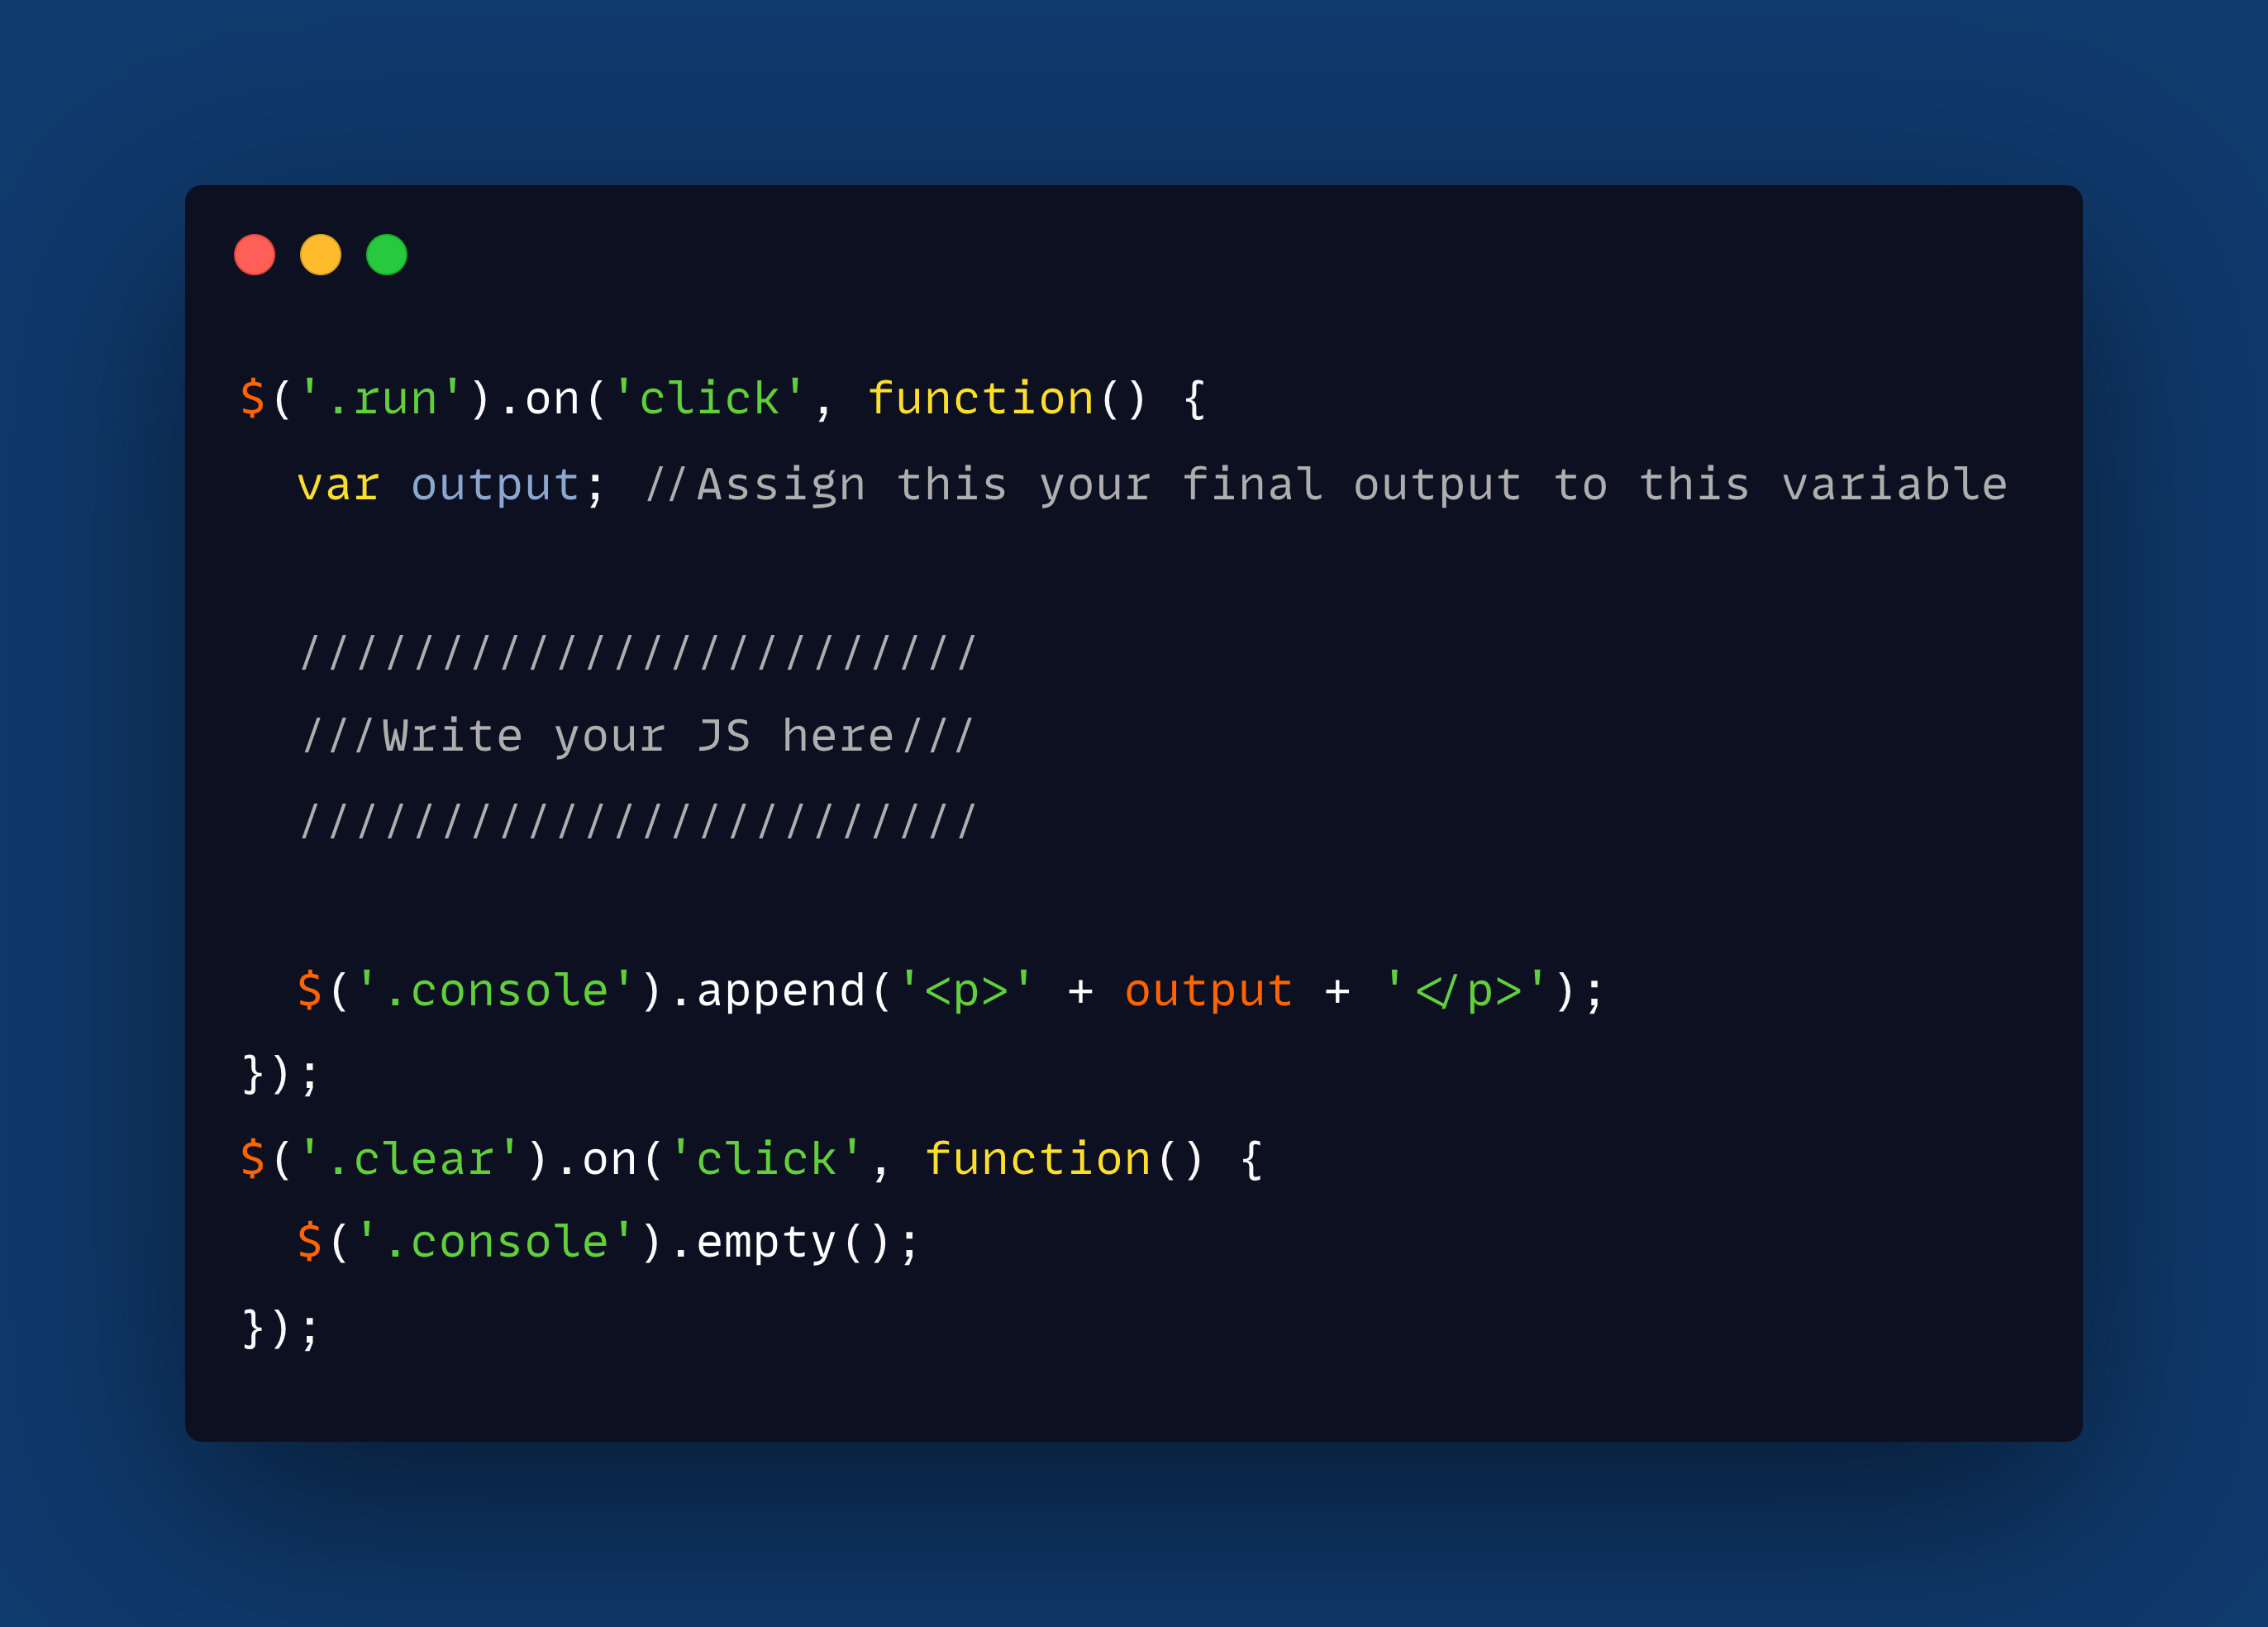 $('.run').on('click', function() {
  var output; //Assign this your final output to this variable

  ////////////////////////
  ///Write your JS here///
  ////////////////////////

  $('.console').append('<p>' + output + '</p>');
});
$('.clear').on('click', function() {
  $('.console').empty();
});